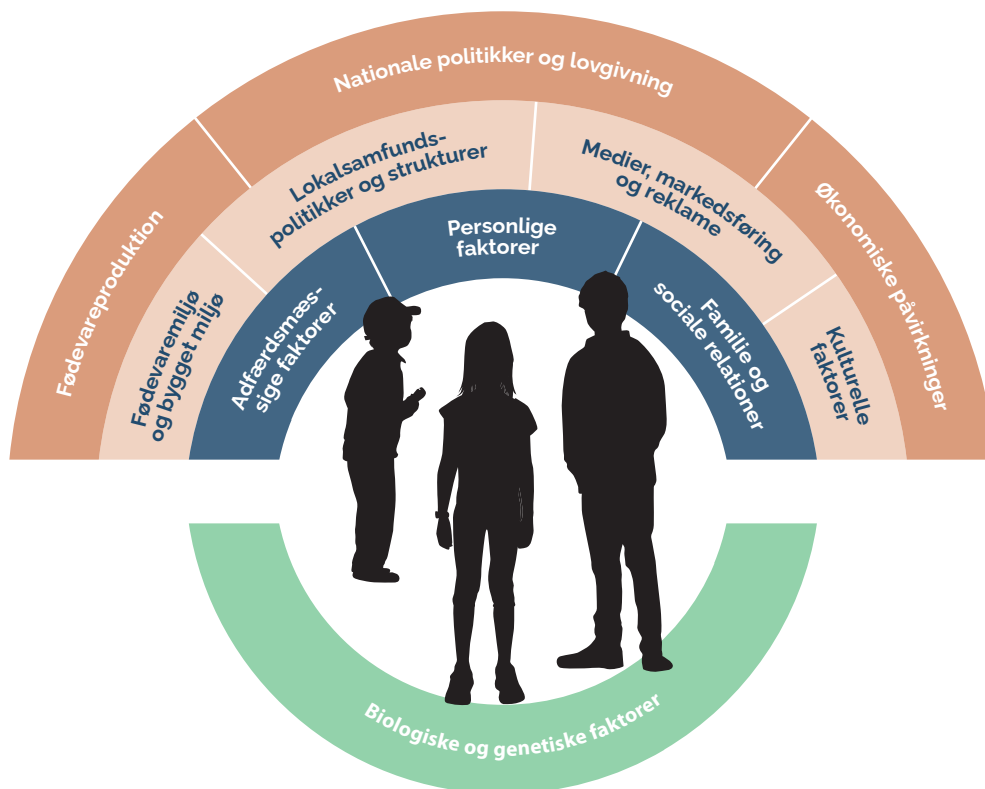 Nationale politikker og lovgivning
Fødevareproduktion
Økonomiske påvirkninger
Lokalsamfunds-
politikker og strukturer
Medier, markedsføring
og reklame
Fødevaremiljø
og bygget miljø
Kulturelle
faktorer
Personlige
faktorer
Adfærdsmæs-
sige faktorer
Familie og
sociale relationer
Biologiske og genetiske faktorer